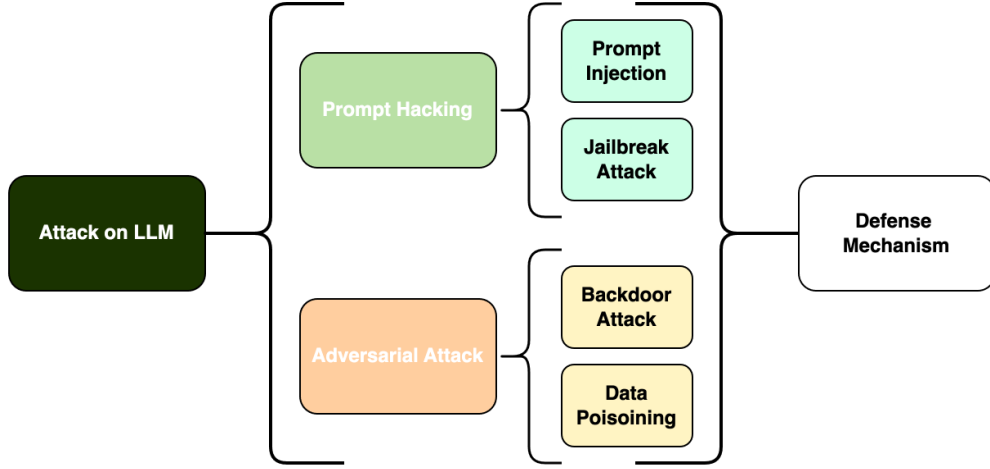 Attack on LLM
Prompt Hacking
Prompt
Injection
Jailbreak
Attack
Adversarial Attack
Backdoor
Attack
Data
Poisoining
Defense
Mechanism